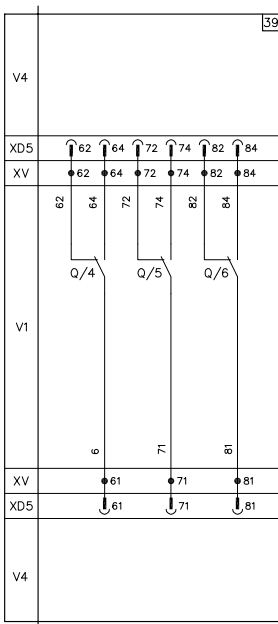 39
V4
XD5 62 64 72 74 82 84
XV 62 64 72 74 82 84
62 64 72 74 82 84
Q/4 Q/5 Q/6
V1
6 71 81
XV 61 71 81
XD5 61 71 81
V4